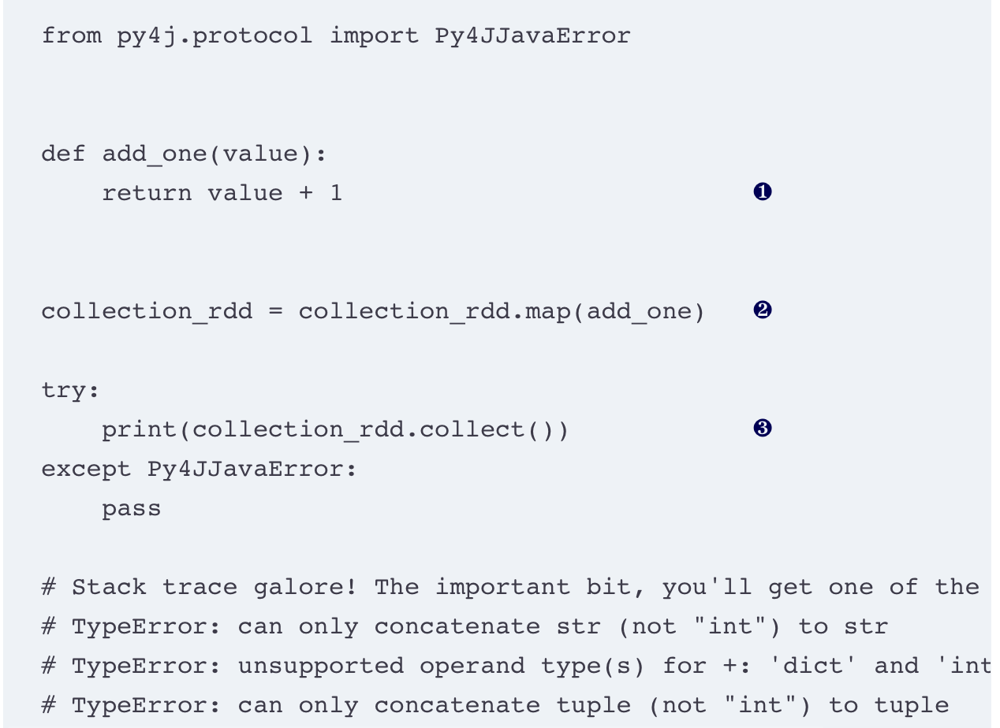 from py4j.protocol import Py4JJavaError
def add_one(value):
    return value + 1 ❶
collection_rdd = collection_rdd.map(add_one) ❷
try:
    print(collection_rdd.collect()) ❸
except Py4JJavaError:
    pass
# Stack trace galore! The important bit, you'll get one of the
# TypeError: can only concatenate str (not "int") to str
# TypeError: unsupported operand type(s) for +: 'dict' and 'int
# TypeError: can only concatenate tuple (not "int") to tuple